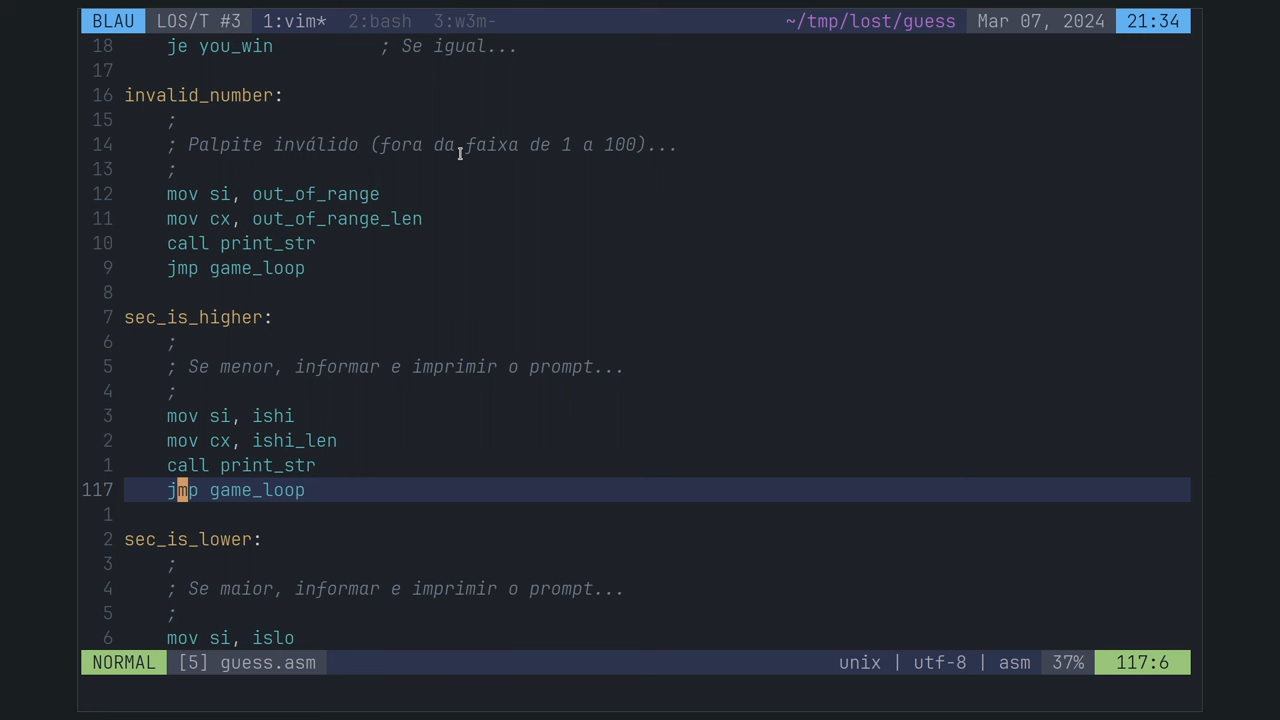 BLAU LOS/T #3 1:vim* 2:bash 3:w3m- ~/tmp/lost/guess Mar 07, 2024 21:34
18 je you_win ; Se igual...
17
16 invalid_number:
15 ;
14 ; Palpite inválido (fora da faixa de 1 a 100)...
13 ;
12 mov si, out_of_range
11 mov cx, out_of_range_len
10 call print_str
9 jmp game_loop
8
7 sec_is_higher:
6 ;
5 ; Se menor, informar e imprimir o prompt...
4 ;
3 mov si, ishi
2 mov cx, ishi_len
1 call print_str
117 jmp game_loop
1
2 sec_is_lower:
3 ;
4 ; Se maior, informar e imprimir o prompt...
5 ;
6 mov si, islo
NORMAL [5] guess.asm unix | utf-8 | asm 37% 117:6